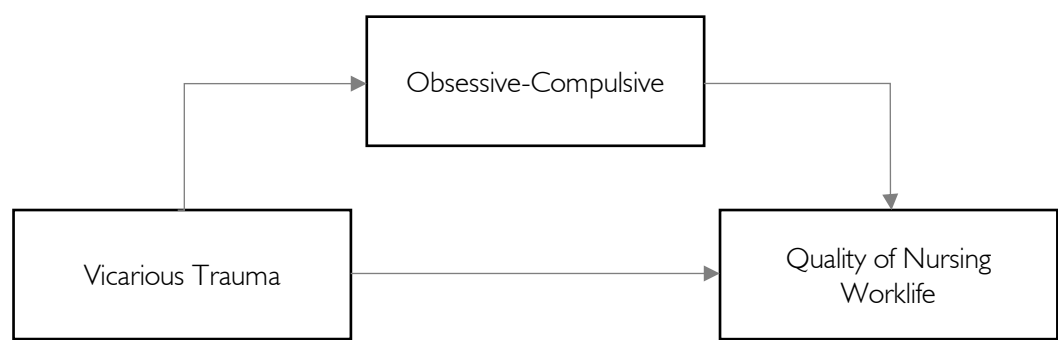 Obsessive-Compulsive
Vicarious Trauma
Quality of Nursing
Worklife